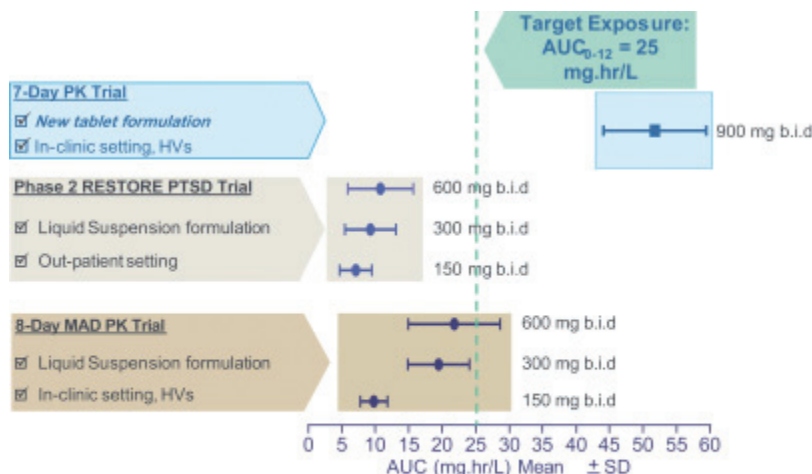 Target Exposure:
AUC0-12 = 25
mg.hr/L
7-Day PK Trial
New tablet formulation
In-clinic setting, HVs
900 mg b.i.d
Phase 2 RESTORE PTSD Trial
600 mg b.i.d
Liquid Suspension formulation
300 mg b.i.d
Out-patient setting
150 mg b.i.d
8-Day MAD PK Trial
600 mg b.i.d
Liquid Suspension formulation
300 mg b.i.d
In-clinic setting, HVs
150 mg b.i.d
0 5 10 15 20 25 30 35 40 45 50 55 60
AUC (mg.hr/L) Mean ± SD